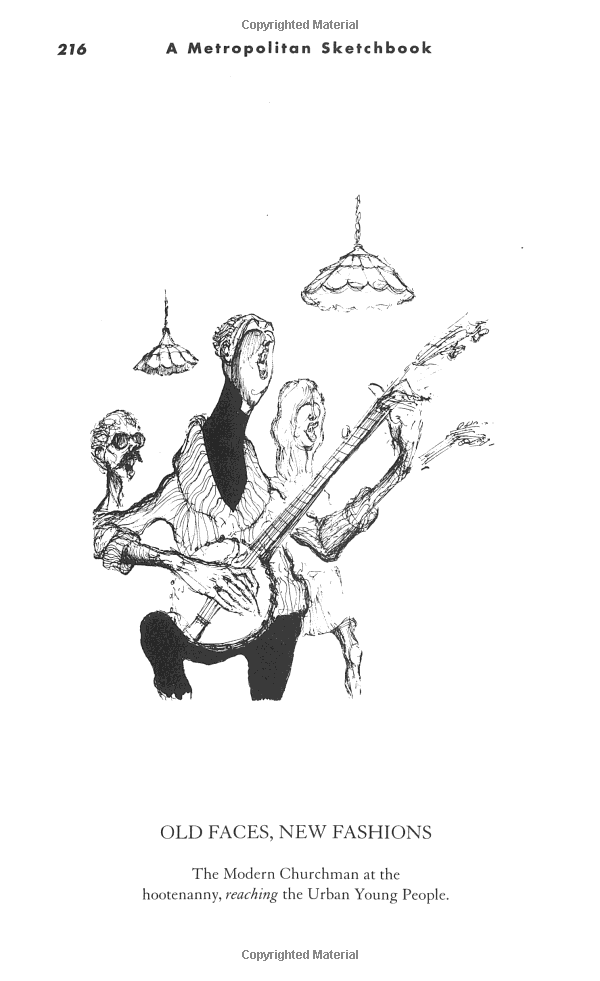 Copyrighted Material
216 A Metropolitan Sketchbook
OLD FACES, NEW FASHIONS
The Modern Churchman at the
hootenanny, reaching the Urban Young People.
Copyrighted Material